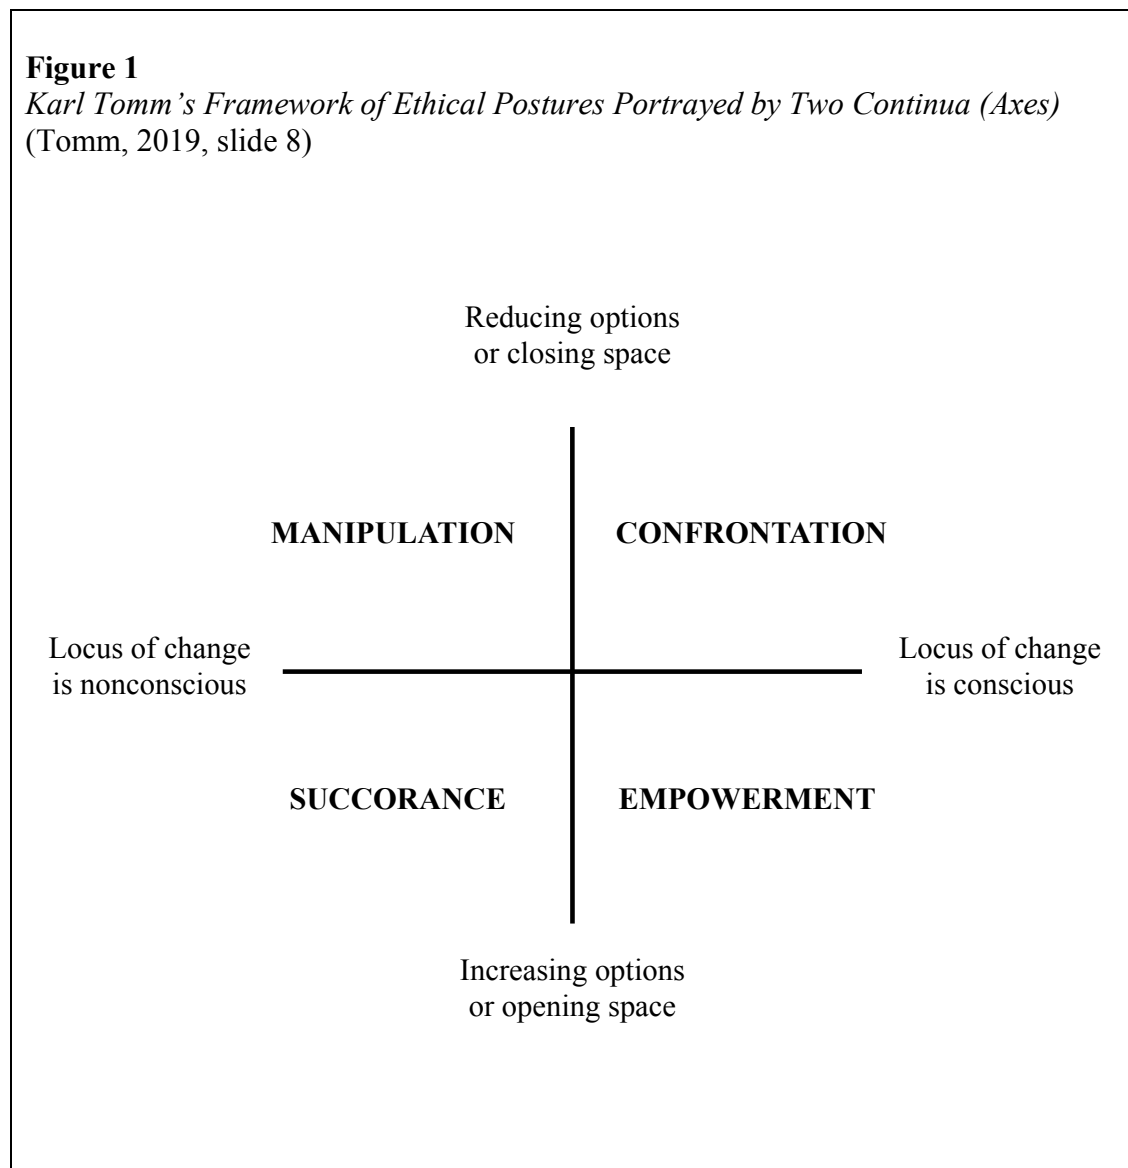 Figure 1
Karl Tomm’s Framework of Ethical Postures Portrayed by Two Continua (Axes)
(Tomm, 2019, slide 8)
Reducing options
or closing space
MANIPULATION
CONFRONTATION
Locus of change
is nonconscious
Locus of change
is conscious
SUCCORANCE
EMPOWERMENT
Increasing options
or opening space